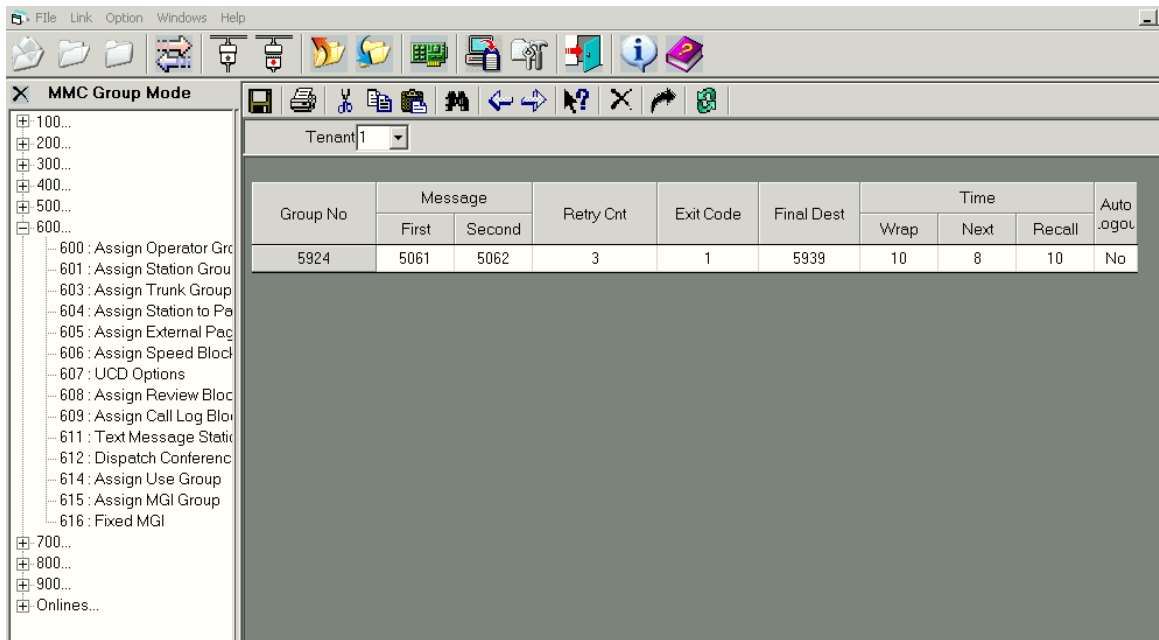 FIle Link Option Windows Help
MMC Group Mode
Tenant 1
100...
200...
300...
400...
500...
600...
600 : Assign Operator Gro
601 : Assign Station Grou
603 : Assign Trunk Group
604 : Assign Station to Pa
605 : Assign External Pag
606 : Assign Speed Block
607 : UCD Options
608 : Assign Review Bloc
609 : Assign Call Log Blo
611 : Text Message Static
612 : Dispatch Conferenc
614 : Assign Use Group
615 : Assign MGI Group
616 : Fixed MGI
700...
800...
900...
Onlines...
Group No Message Retry Cnt Exit Code Final Dest Time Auto
First Second Wrap Next Recall .ogou
5924 5061 5062 3 1 5939 10 8 10 No